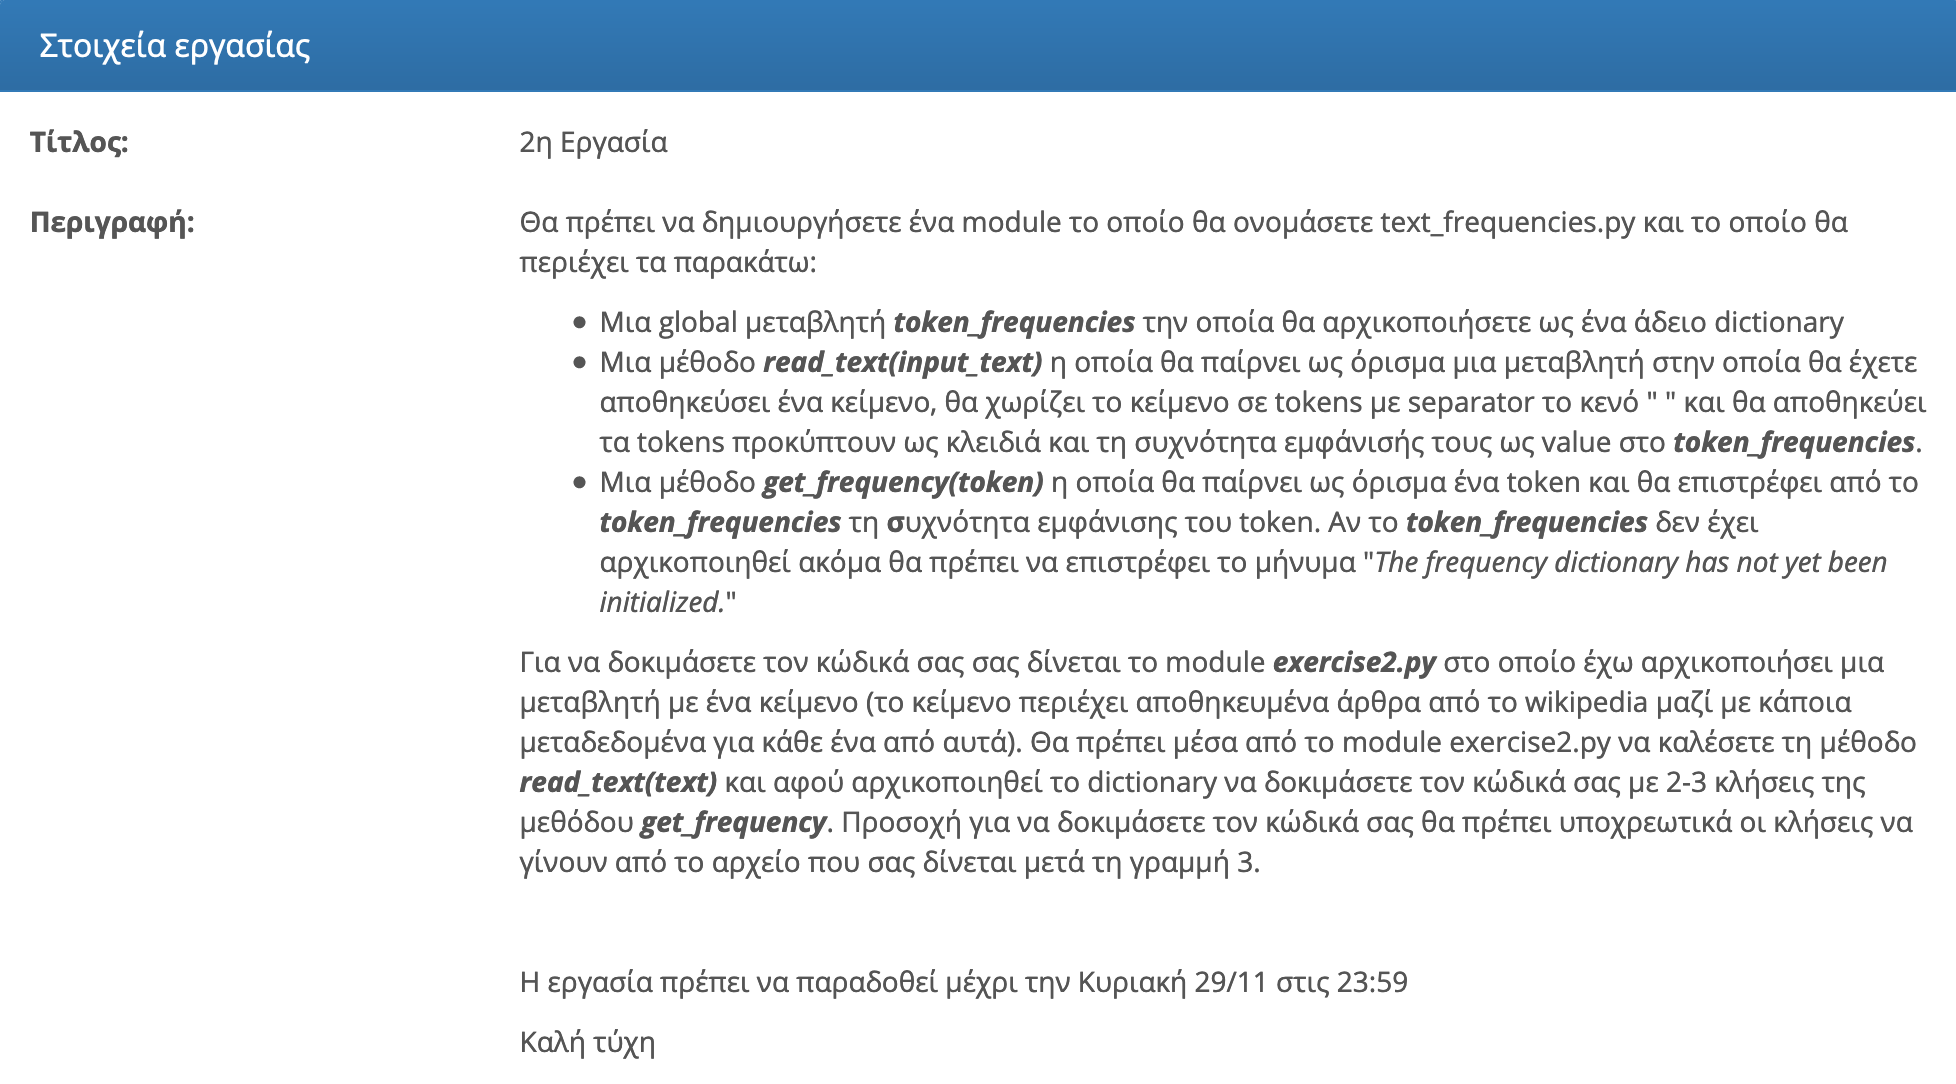 Στοιχεία εργασίας
Τίτλος: 2η Εργασία
Περιγραφή: Θα πρέπει να δημιουργήσετε ένα module το οποίο θα ονομάσετε text_frequencies.py και το οποίο θα
περιέχει τα παρακάτω:
• Μια global μεταβλητή token_frequencies την οποία θα αρχικοποιήσετε ως ένα άδειο dictionary
• Μια μέθοδο read_text(input_text) η οποία θα παίρνει ως όρισμα μια μεταβλητή στην οποία θα έχετε
αποθηκεύσει ένα κείμενο, θα χωρίζει το κείμενο σε tokens με separator το κενό " " και θα αποθηκεύει
τα tokens προκύπτουν ως κλειδιά και τη συχνότητα εμφάνισής τους ως value στο token_frequencies.
• Μια μέθοδο get_frequency(token) η οποία θα παίρνει ως όρισμα ένα token και θα επιστρέφει από το
token_frequencies τη συχνότητα εμφάνισης του token. Αν το token_frequencies δεν έχει
αρχικοποιηθεί ακόμα θα πρέπει να επιστρέφει το μήνυμα "The frequency dictionary has not yet been
initialized."
Για να δοκιμάσετε τον κώδικά σας σας δίνεται το module exercise2.py στο οποίο έχω αρχικοποιήσει μια
μεταβλητή με ένα κείμενο (το κείμενο περιέχει αποθηκευμένα άρθρα από το wikipedia μαζί με κάποια
μεταδεδομένα για κάθε ένα από αυτά). Θα πρέπει μέσα από το module exercise2.py να καλέσετε τη μέθοδο
read_text(text) και αφού αρχικοποιηθεί το dictionary να δοκιμάσετε τον κώδικά σας με 2-3 κλήσεις της
μεθόδου get_frequency. Προσοχή για να δοκιμάσετε τον κώδικά σας θα πρέπει υποχρεωτικά οι κλήσεις να
γίνουν από το αρχείο που σας δίνεται μετά τη γραμμή 3.
Η εργασία πρέπει να παραδοθεί μέχρι την Κυριακή 29/11 στις 23:59
Καλή τύχη